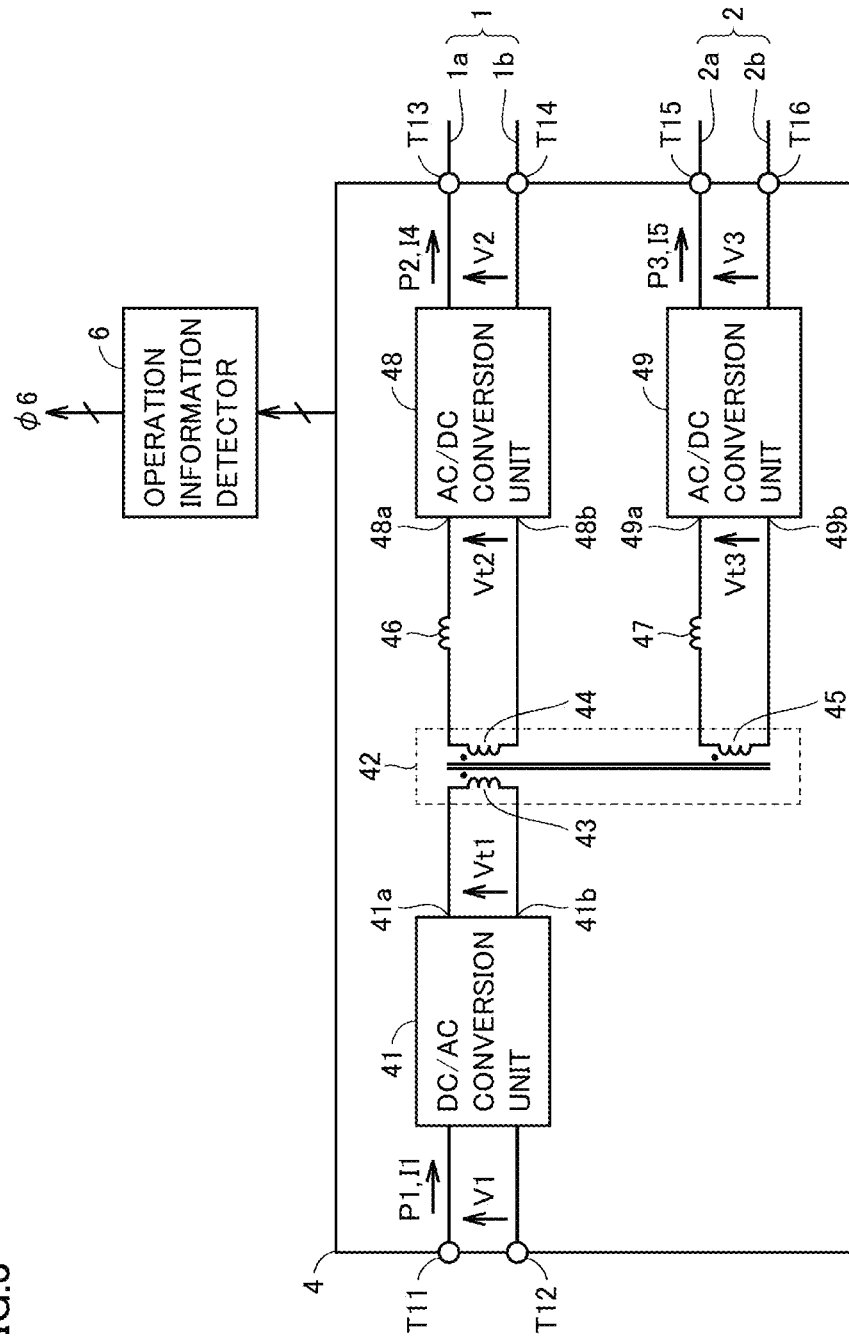 φ6
6
OPERATION
INFORMATION
DETECTOR
4
T11
T12
P1,I1
V1
41
DC/AC
CONVERSION
UNIT
41a
41b
Vt1
42
43
44
45
46
47
Vt2
Vt3
48a
48b
49a
49b
48
AC/DC
CONVERSION
UNIT
49
AC/DC
CONVERSION
UNIT
P2,I4
V2
P3,I5
V3
T13
T14
T15
T16
1a
1b
1
2a
2b
2